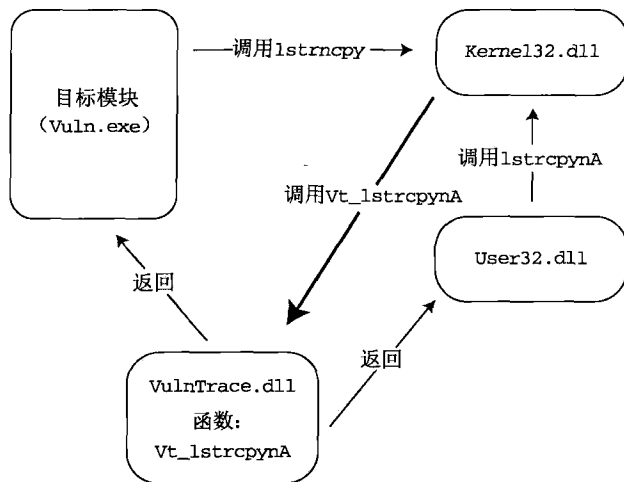 调用lstrncpy
Kernel32.dll
目标模块
(Vuln.exe)
调用lstrcpynA
调用Vt_lstrcpynA
User32.dll
返回
返回
VulnTrace.dll
函数:
Vt_lstrcpynA